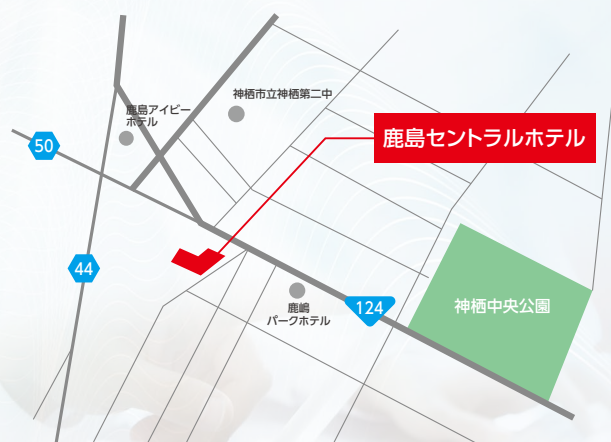 神栖市立神栖第二中
鹿島アイビー
ホテル
鹿島セントラルホテル
50
44
鹿嶋
パークホテル
124
神栖中央公園